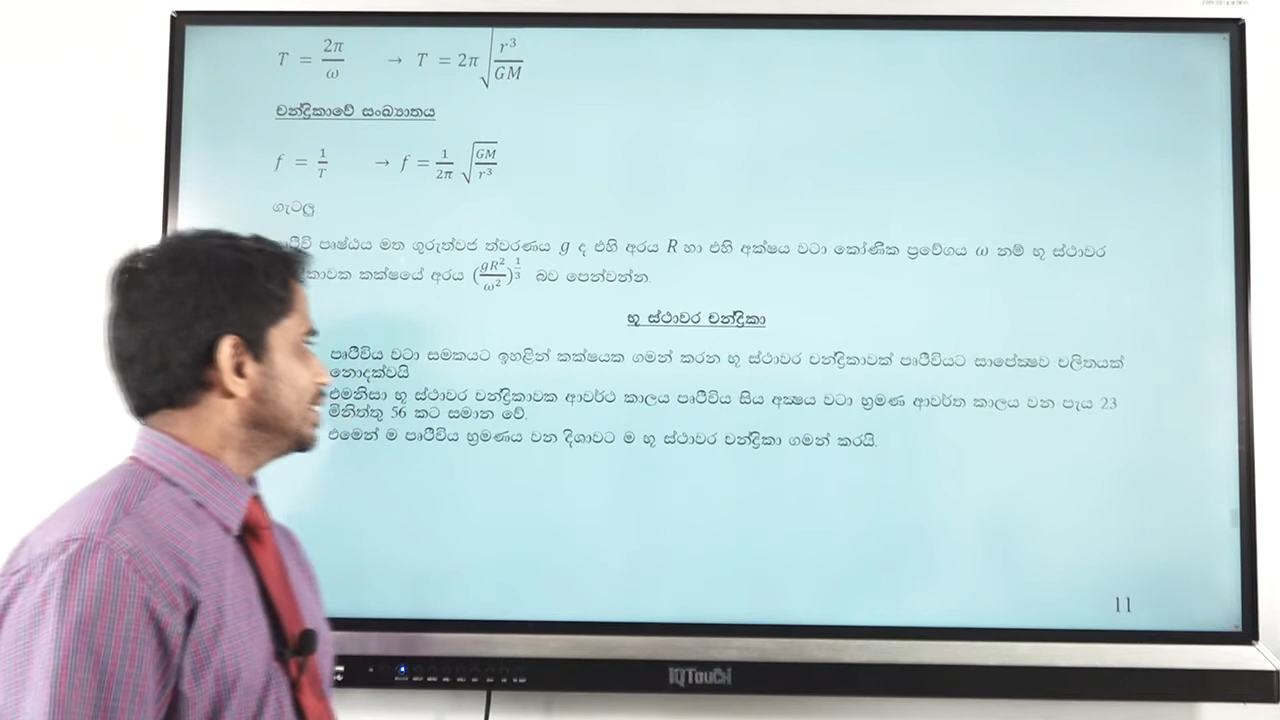 T = 2π/ω → T = 2π√(r³/GM)
චන්ද්‍රිකාවේ සංඛ්‍යාතය
f = 1/T → f = 1/2π √(GM/r³)
ගැටලු
පෘෂ්ඨය මත ගුරුත්වජ ත්වරණය g ද එහි අරය R හා එහි අක්ෂය වටා කෝණික ප්‍රවේගය ω නම් භූ ස්ථාවර
කක්ෂයේ අරය (gR²/ω²)^(1/3) බව පෙන්වන්න.
භූ ස්ථාවර චන්ද්‍රිකා
පෘථිවිය වටා සමකයට ඉහළින් කක්ෂයක ගමන් කරන භූ ස්ථාවර චන්ද්‍රිකාවක් පෘථිවියට සාපේක්‍ෂව චලිතයක්
නොදක්වයි
එමනිසා භූ ස්ථාවර චන්ද්‍රිකාවක ආවර්ථ කාලය පෘථිවිය සිය අක්‍ෂය වටා භ්‍රමණ ආවර්ත කාලය වන පැය 23
මිනිත්තු 56 කට සමාන වේ.
එමෙන් ම පෘථිවිය භ්‍රමණය වන දිශාවට ම භූ ස්ථාවර චන්ද්‍රිකා ගමන් කරයි.
11
IQTouch